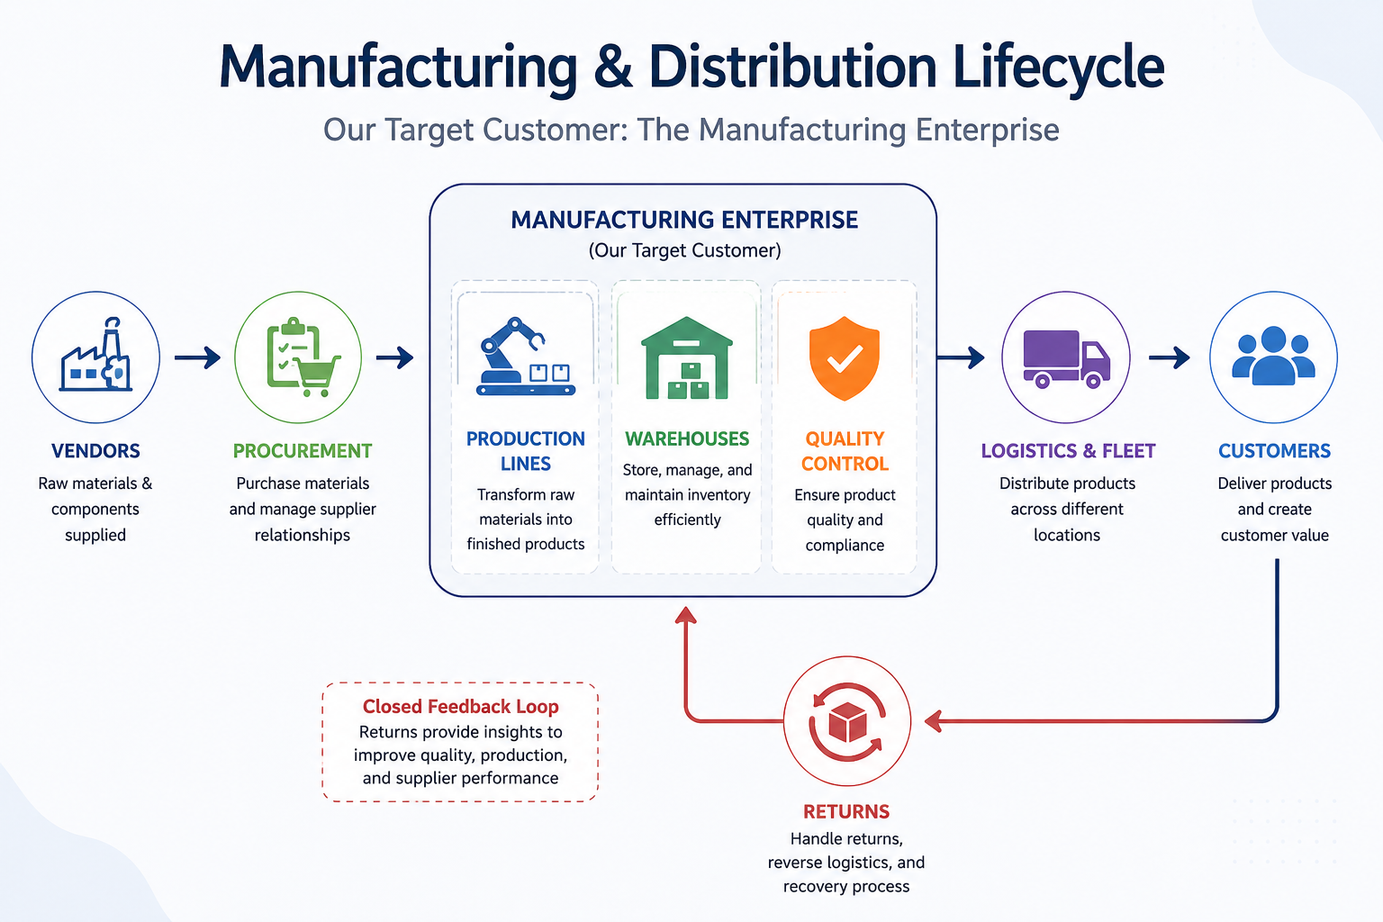 Manufacturing & Distribution Lifecycle
Our Target Customer: The Manufacturing Enterprise
MANUFACTURING ENTERPRISE
(Our Target Customer)
VENDORS
Raw materials &
components
supplied
PROCUREMENT
Purchase materials
and manage supplier
relationships
PRODUCTION
LINES
Transform raw
materials into
finished products
WAREHOUSES
Store, manage, and
maintain inventory
efficiently
QUALITY
CONTROL
Ensure product
quality and
compliance
LOGISTICS & FLEET
Distribute products
across different
locations
CUSTOMERS
Deliver products
and create
customer value
Closed Feedback Loop
Returns provide insights to
improve quality, production,
and supplier performance
RETURNS
Handle returns,
reverse logistics, and
recovery process